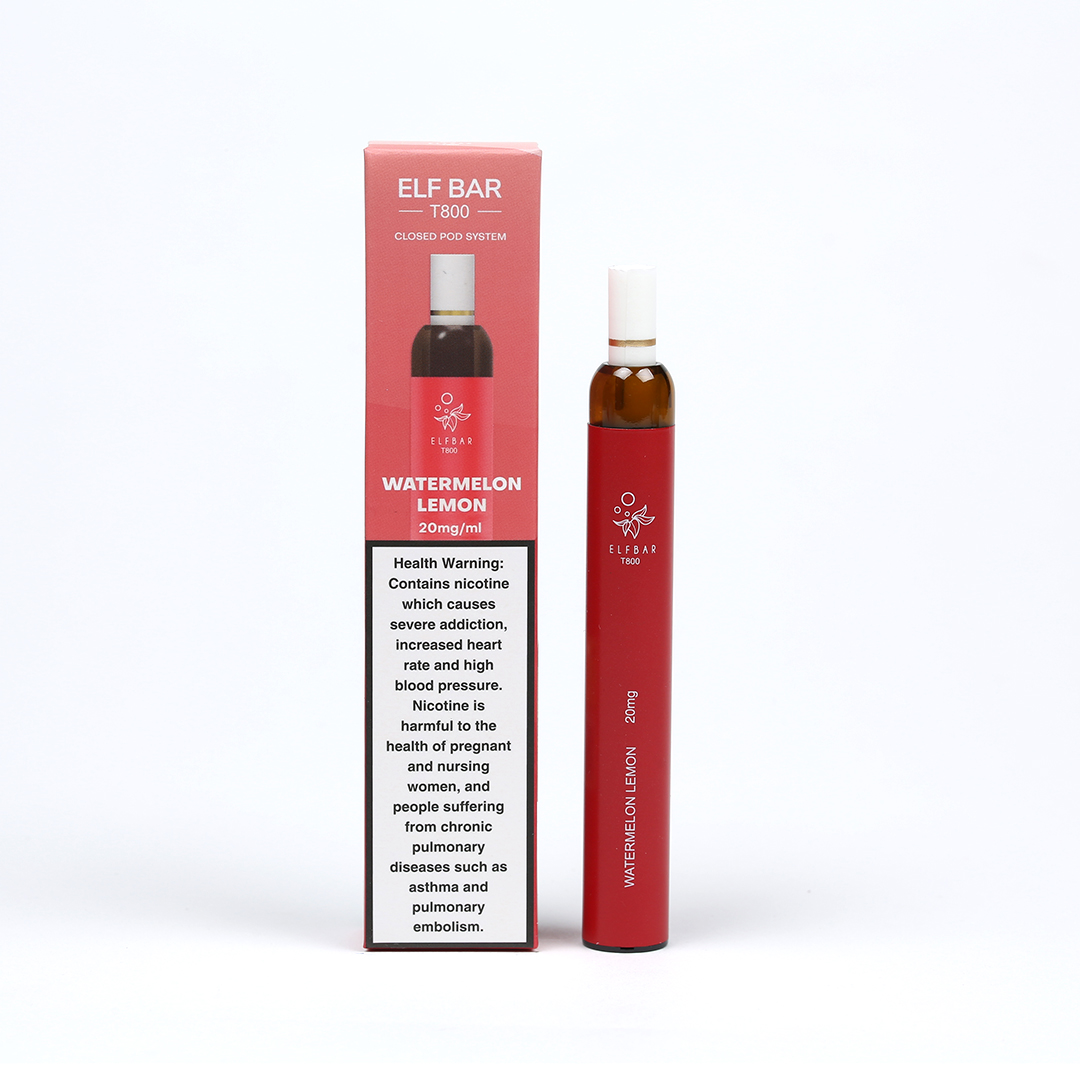 ELF BAR
T800
CLOSED POD SYSTEM
ELFBAR
T800
WATERMELON
LEMON
20mg/ml
Health Warning:
Contains nicotine
which causes
severe addiction,
increased heart
rate and high
blood pressure.
Nicotine is
harmful to the
health of pregnant
and nursing
women, and
people suffering
from chronic
pulmonary
diseases such as
asthma and
pulmonary
embolism.
ELFBAR
T800
WATERMELON LEMON 20mg